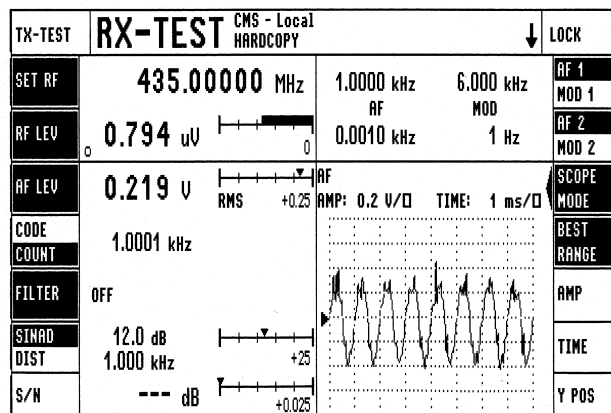 TX-TEST
RX-TEST
CMS - Local
HARDCOPY
LOCK
SET RF
435.00000 MHz
1.0000 kHz
6.000 kHz
AF 1
MOD 1
AF
MOD
RF LEV
0 0.794 uV
0
0.0010 kHz
1 Hz
AF 2
MOD 2
AF LEV
0.219 V
RMS
+0.25
AF
AMP: 0.2 V/□
TIME: 1 ms/□
SCOPE
MODE
CODE
COUNT
1.0001 kHz
BEST
RANGE
FILTER
OFF
AMP
SINAD
DIST
12.0 dB
1.000 kHz
+25
TIME
S/N
--- dB
+0.025
Y POS